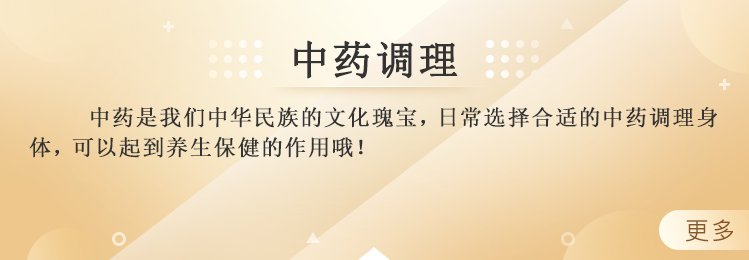 中药调理
中药是我们中华民族的文化瑰宝，日常选择合适的中药调理身
体，可以起到养生保健的作用哦！
更多